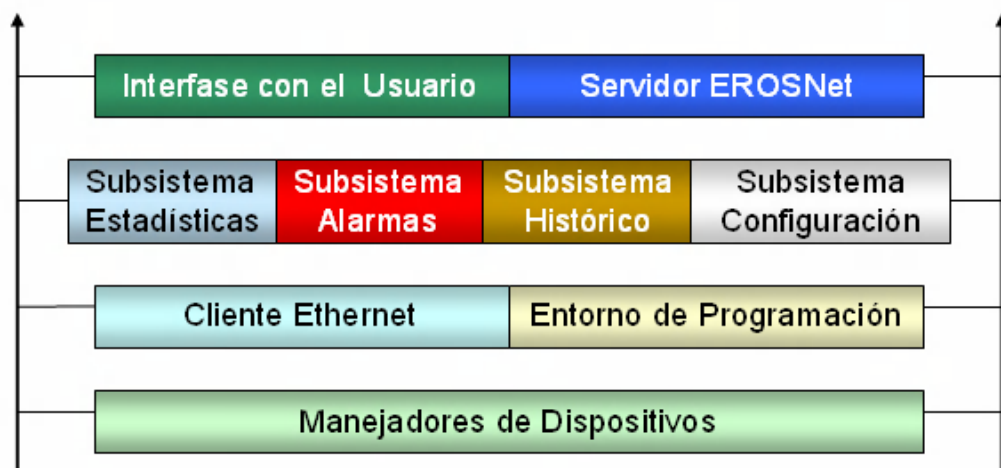 Interfase con el Usuario
Servidor EROSNet
Subsistema
Estadísticas
Subsistema
Alarmas
Subsistema
Histórico
Subsistema
Configuración
Cliente Ethernet
Entorno de Programación
Manejadores de Dispositivos